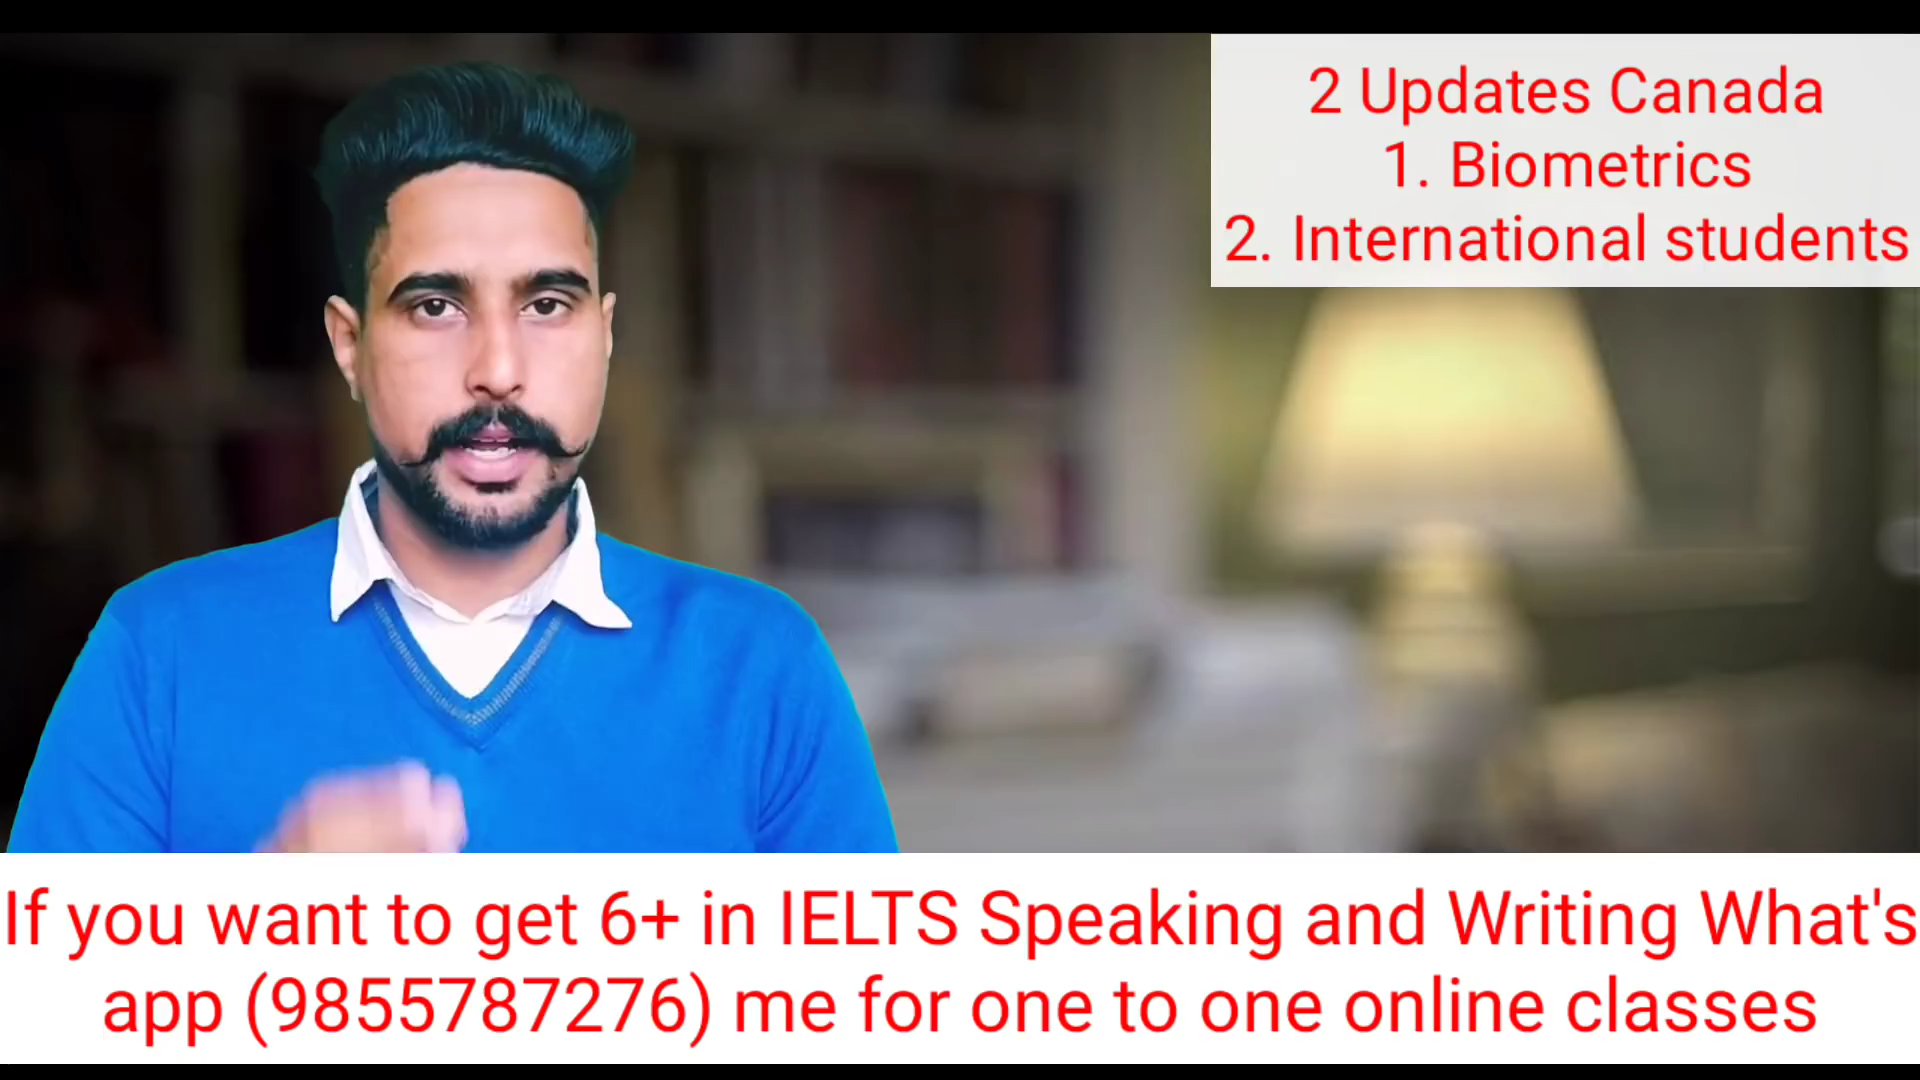 2 Updates Canada
1. Biometrics
2. International students
If you want to get 6+ in IELTS Speaking and Writing What's
app (9855787276) me for one to one online classes